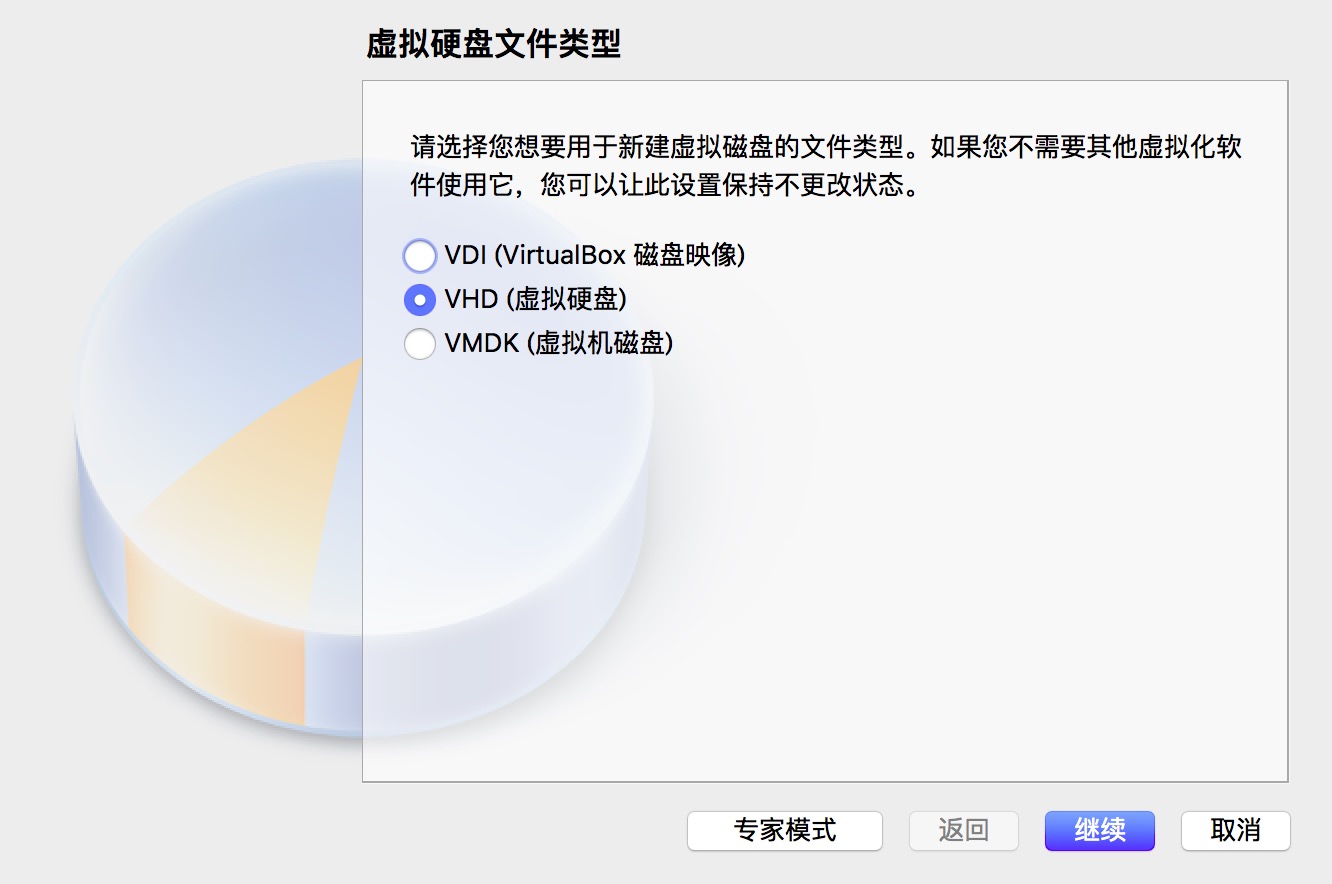 虚拟硬盘文件类型
请选择您想要用于新建虚拟磁盘的文件类型。如果您不需要其他虚拟化软
件使用它，您可以让此设置保持不更改状态。
VDI (VirtualBox 磁盘映像)
VHD (虚拟硬盘)
VMDK (虚拟机磁盘)
专家模式 返回 继续 取消